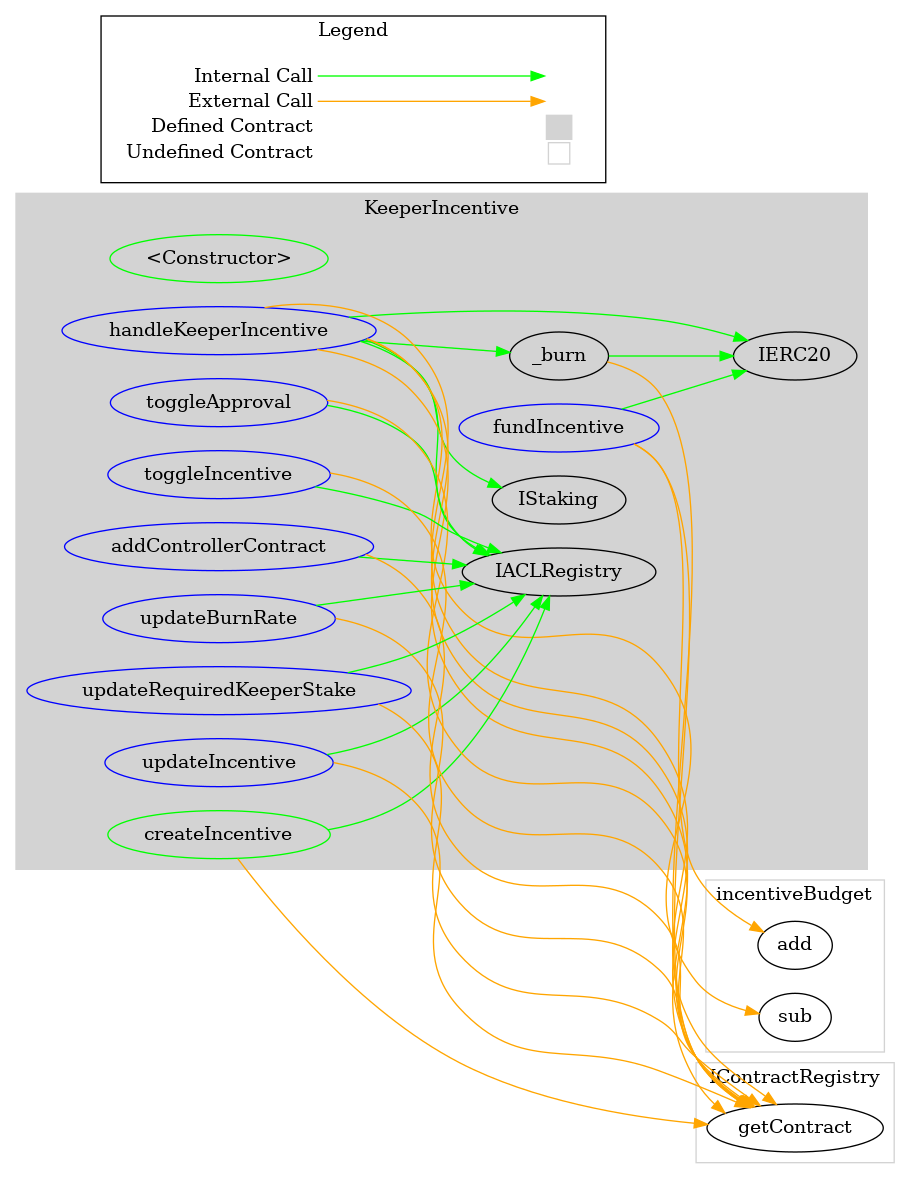 Legend
Internal Call
External Call
Defined Contract
Undefined Contract
KeeperIncentive
<Constructor>
handleKeeperIncentive
_burn
IERC20
toggleApproval
fundIncentive
toggleIncentive
IStaking
addControllerContract
IACLRegistry
updateBurnRate
updateRequiredKeeperStake
updateIncentive
createIncentive
incentiveBudget
add
sub
IContractRegistry
getContract